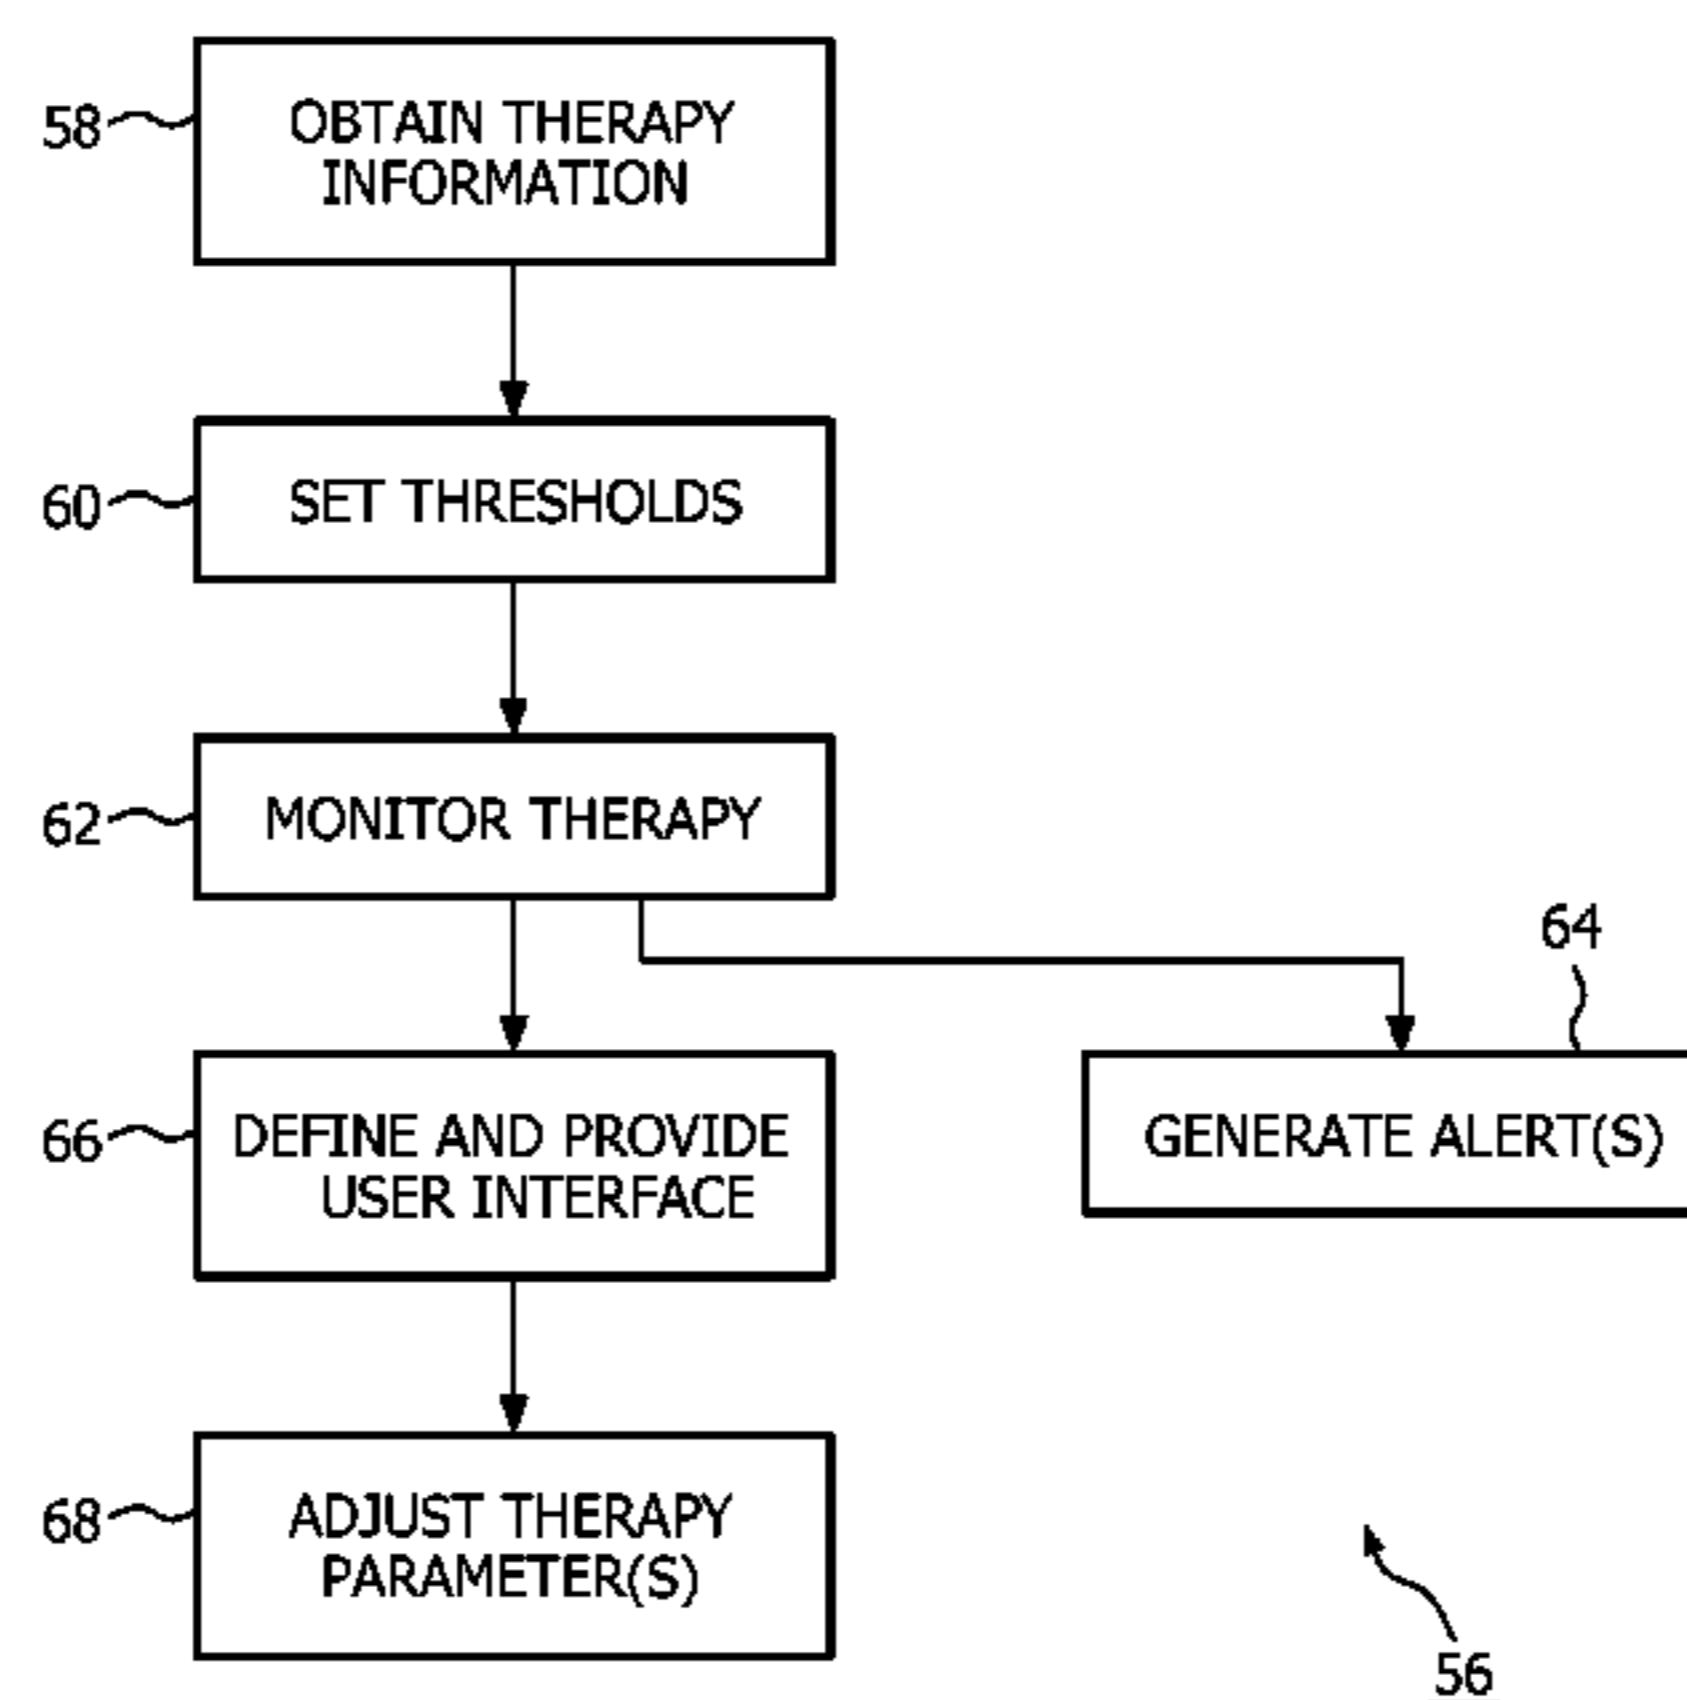 58
OBTAIN THERAPY
INFORMATION
60
SET THRESHOLDS
62
MONITOR THERAPY
64
66
DEFINE AND PROVIDE
USER INTERFACE
GENERATE ALERT(S)
68
ADJUST THERAPY
PARAMETER(S)
56